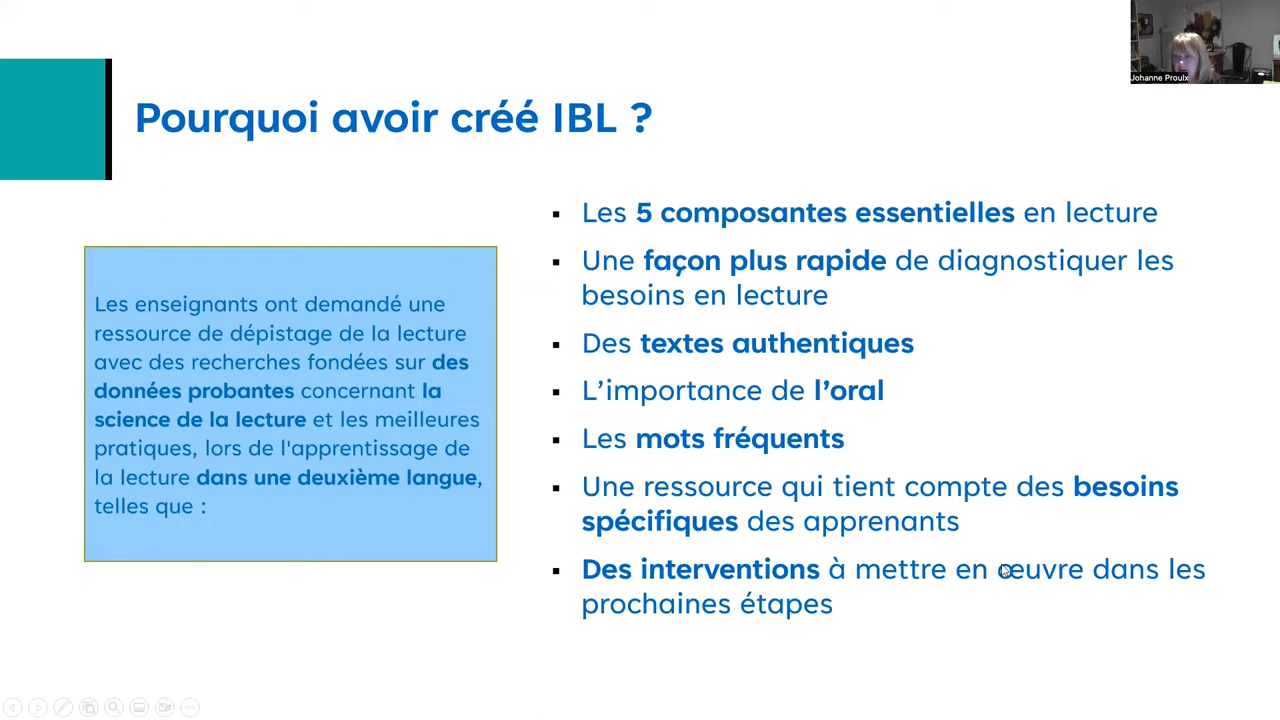 Johanne Proulx
Pourquoi avoir créé IBL ?
Les enseignants ont demandé une
ressource de dépistage de la lecture
avec des recherches fondées sur des
données probantes concernant la
science de la lecture et les meilleures
pratiques, lors de l'apprentissage de
la lecture dans une deuxième langue,
telles que :
▪ Les 5 composantes essentielles en lecture
▪ Une façon plus rapide de diagnostiquer les
besoins en lecture
▪ Des textes authentiques
▪ L’importance de l’oral
▪ Les mots fréquents
▪ Une ressource qui tient compte des besoins
spécifiques des apprenants
▪ Des interventions à mettre en œuvre dans les
prochaines étapes